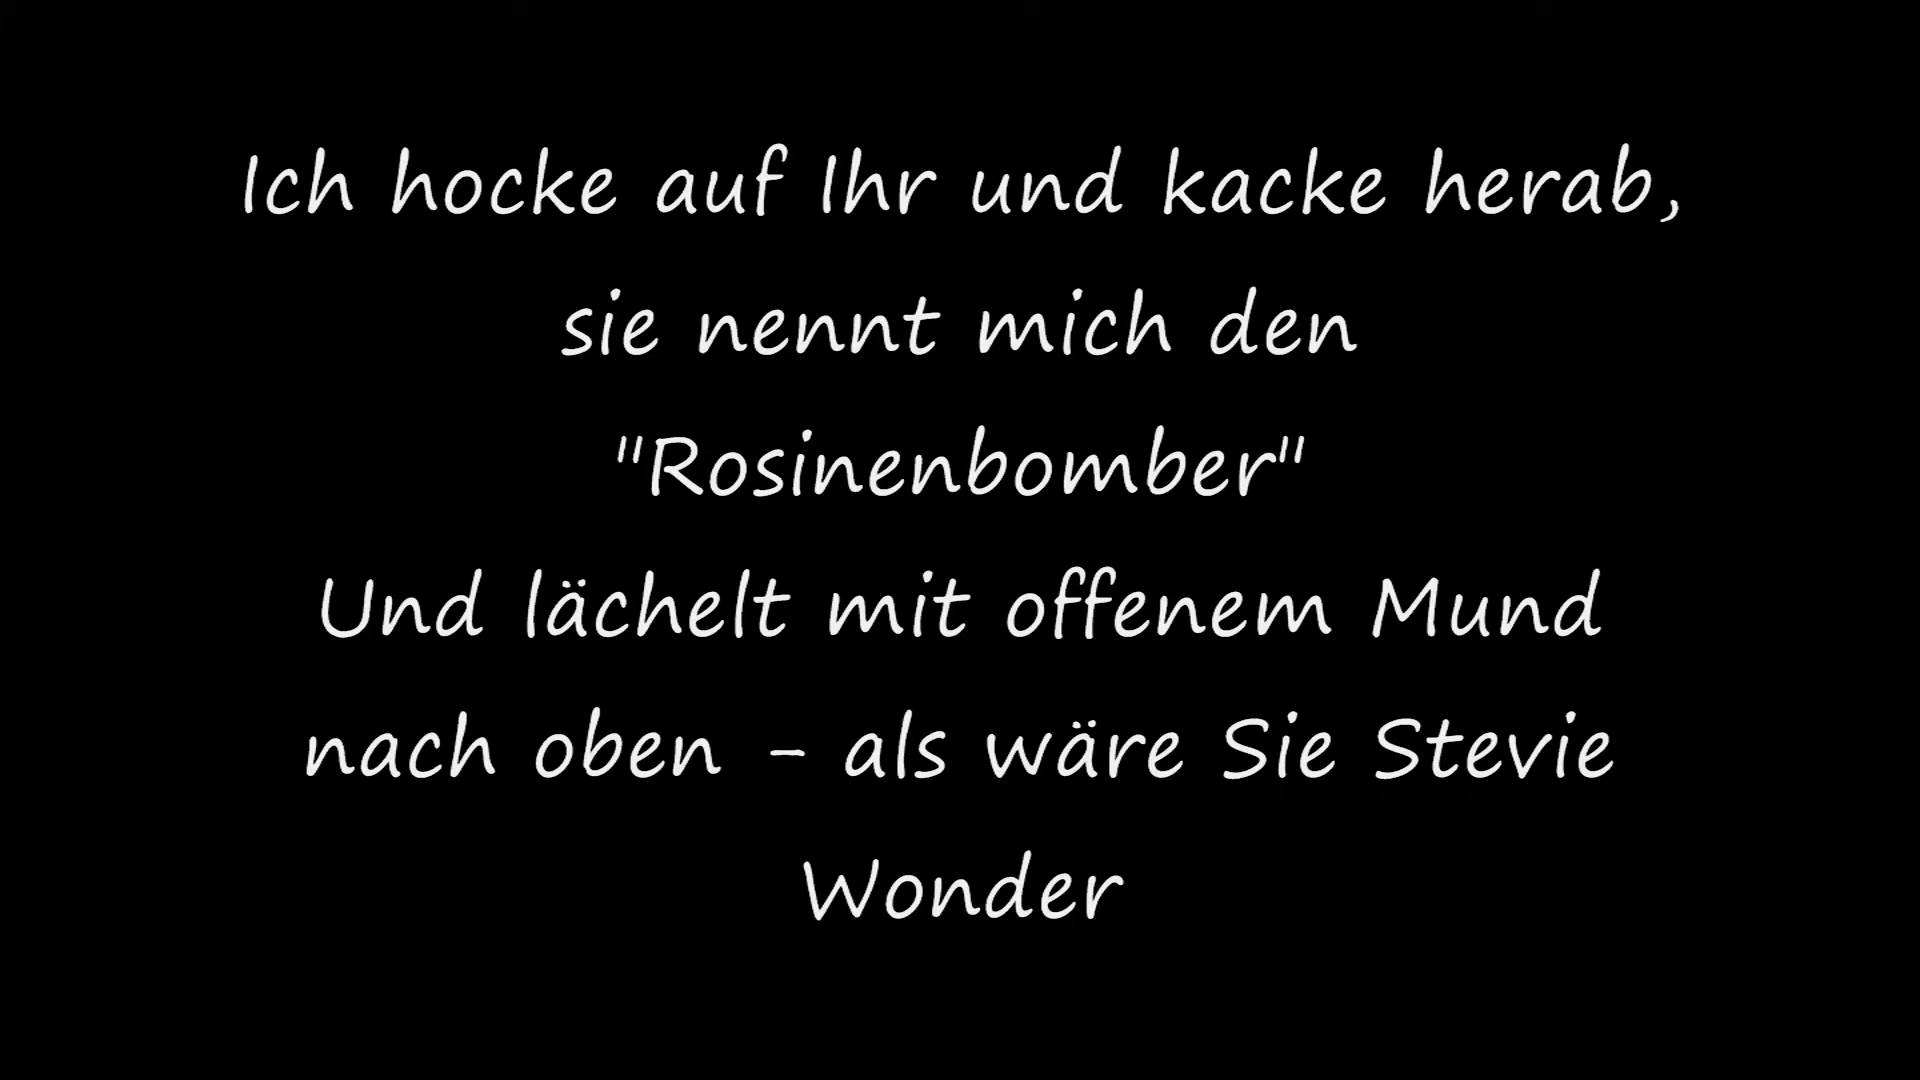 Ich hocke auf Ihr und kacke herab,
sie nennt mich den
"Rosinenbomber"
Und lächelt mit offenem Mund
nach oben - als wäre Sie Stevie
Wonder